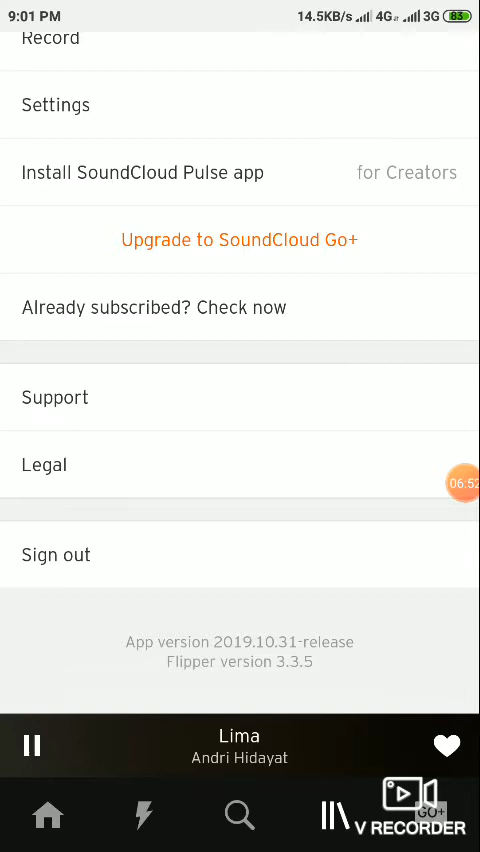 9:01 PM 14.5KB/s 4G 3G 83
Record
Settings
Install SoundCloud Pulse app for Creators
Upgrade to SoundCloud Go+
Already subscribed? Check now
Support
Legal
06:52
Sign out
App version 2019.10.31-release
Flipper version 3.3.5
Lima
Andri Hidayat
GO+
V RECORDER